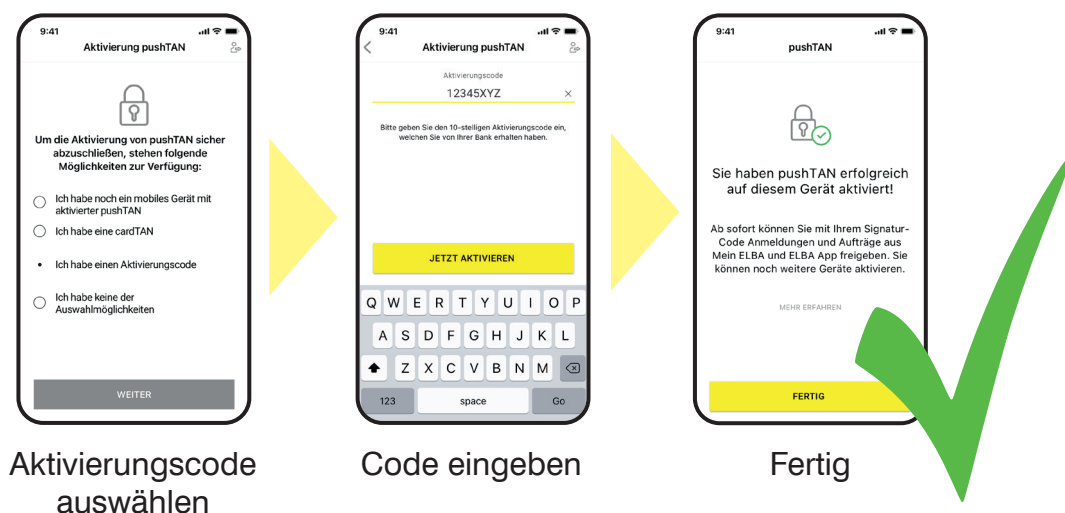 9:41
Aktivierung pushTAN
Um die Aktivierung von pushTAN sicher
abzuschließen, stehen folgende
Möglichkeiten zur Verfügung:
Ich habe noch ein mobiles Gerät mit
aktivierter pushTAN
Ich habe eine cardTAN
Ich habe einen Aktivierungscode
Ich habe keine der
Auswahlmöglichkeiten
WEITER
Aktivierungscode
auswählen
9:41
Aktivierung pushTAN
Aktivierungscode
12345XYZ
Bitte geben Sie den 10-stelligen Aktivierungscode ein,
welchen Sie von Ihrer Bank erhalten haben.
JETZT AKTIVIEREN
Q W E R T Y U I O P
A S D F G H J K L
Z X C V B N M
123 space Go
Code eingeben
9:41
pushTAN
Sie haben pushTAN erfolgreich
auf diesem Gerät aktiviert!
Ab sofort können Sie mit Ihrem Signatur-
Code Anmeldungen und Aufträge aus
Mein ELBA und ELBA App freigeben. Sie
können noch weitere Geräte aktivieren.
MEHR ERFAHREN
FERTIG
Fertig